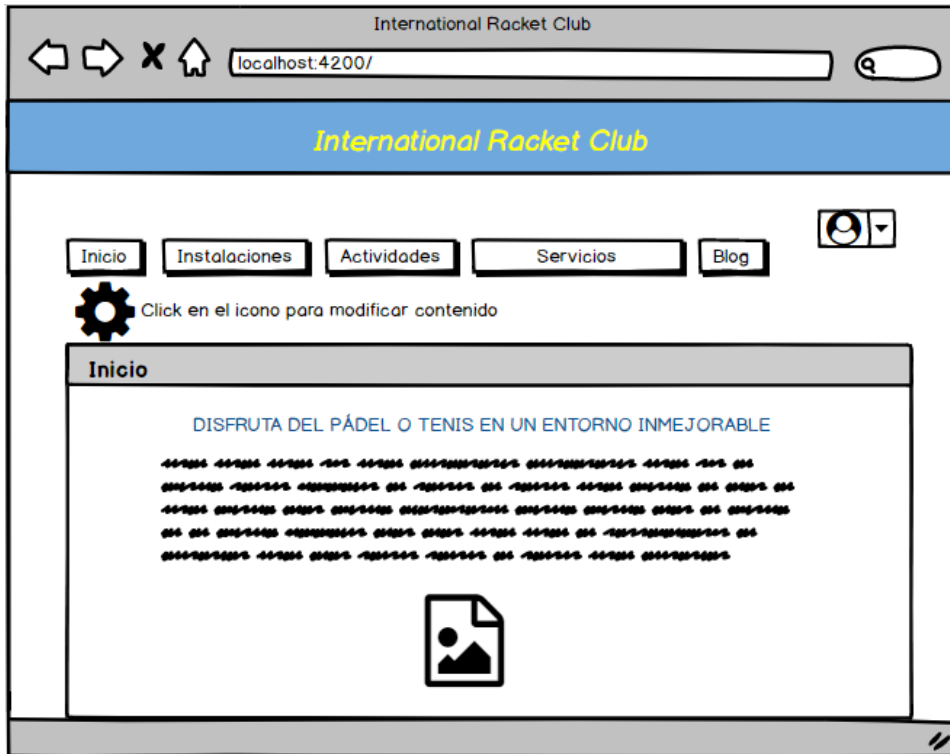 International Racket Club
localhost:4200/
International Racket Club
Inicio
Instalaciones
Actividades
Servicios
Blog
Click en el icono para modificar contenido
Inicio
DISFRUTA DEL PÁDEL O TENIS EN UN ENTORNO INMEJORABLE